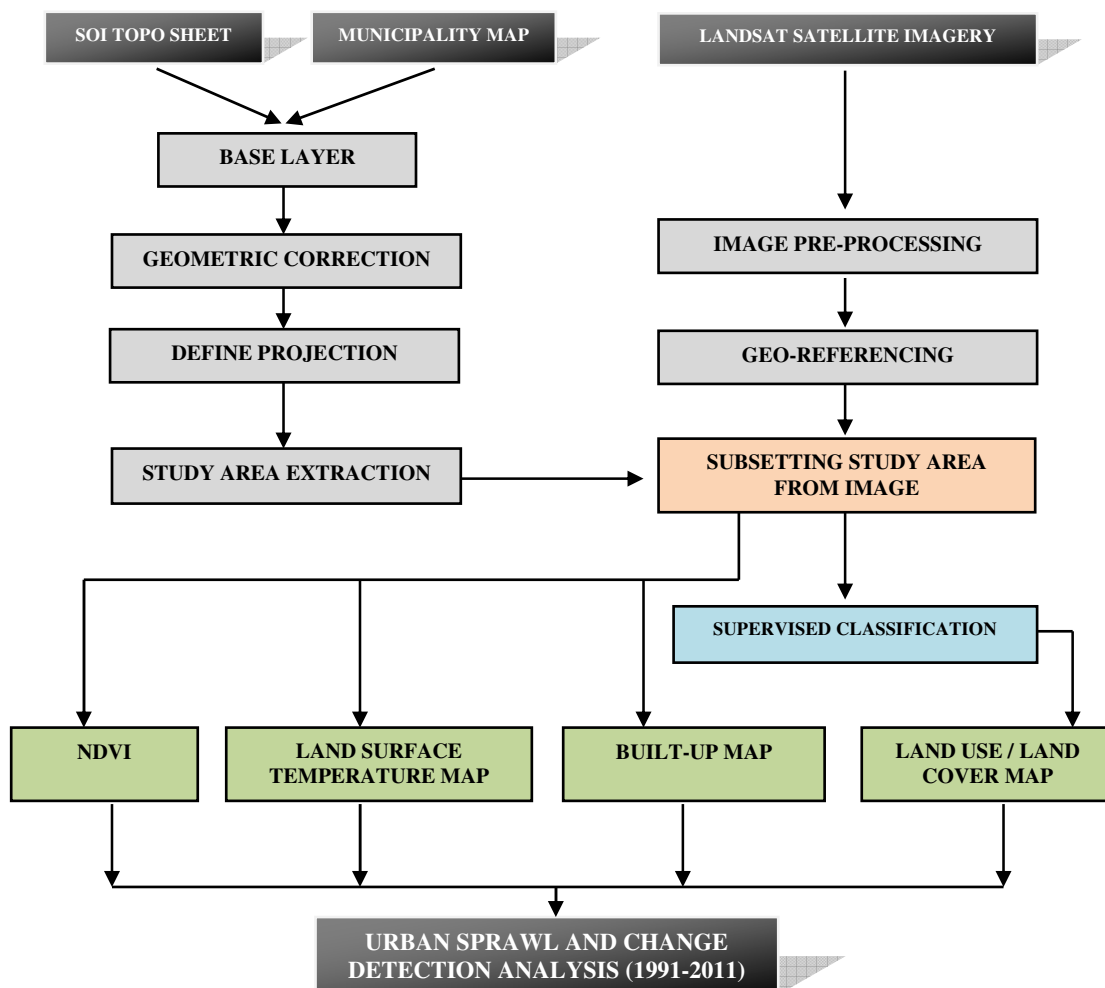 SOI TOPO SHEET
MUNICIPALITY MAP
LANDSAT SATELLITE IMAGERY
BASE LAYER
GEOMETRIC CORRECTION
IMAGE PRE-PROCESSING
DEFINE PROJECTION
GEO-REFERENCING
STUDY AREA EXTRACTION
SUBSETTING STUDY AREA
FROM IMAGE
SUPERVISED CLASSIFICATION
NDVI
LAND SURFACE
TEMPERATURE MAP
BUILT-UP MAP
LAND USE / LAND
COVER MAP
URBAN SPRAWL AND CHANGE
DETECTION ANALYSIS (1991-2011)